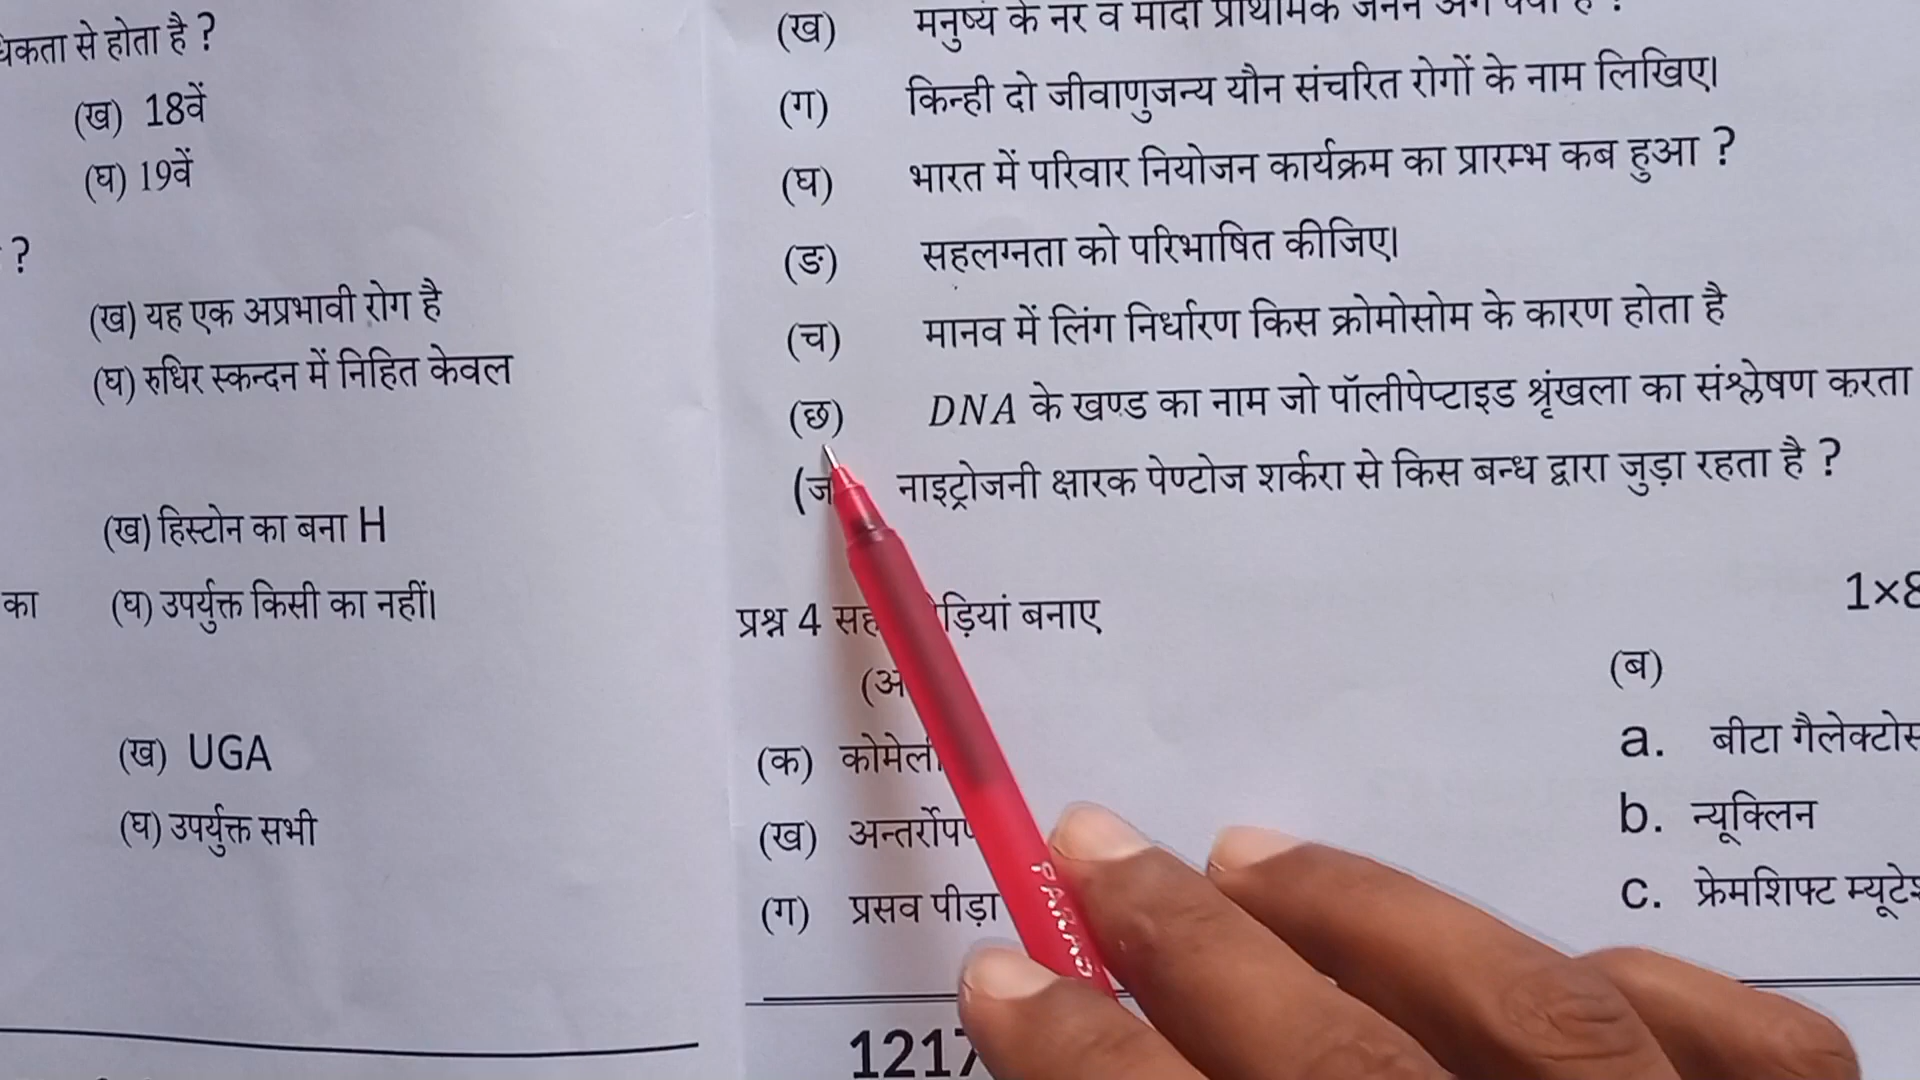 से होता है ?
(ख) 18वें
(घ) 19वें
?
(ख) यह एक अप्रभावी रोग है
(घ) रुधिर स्कन्दन में निहित केवल
(ख) हिस्टोन का बना H
का (घ) उपर्युक्त किसी का नहीं।
(ख) UGA
(घ) उपर्युक्त सभी
(ख) मनुष्य के नर व मादा प्राथमिक जनन अंग क्या है ?
(ग) किन्ही दो जीवाणुजन्य यौन संचरित रोगों के नाम लिखिए।
(घ) भारत में परिवार नियोजन कार्यक्रम का प्रारम्भ कब हुआ ?
(ङ) सहलग्नता को परिभाषित कीजिए।
(च) मानव में लिंग निर्धारण किस क्रोमोसोम के कारण होता है
(छ) DNA के खण्ड का नाम जो पॉलीपेप्टाइड श्रृंखला का संश्लेषण करता
(ज नाइट्रोजनी क्षारक पेण्टोज शर्करा से किस बन्ध द्वारा जुड़ा रहता है ?
1×8
प्रश्न 4 बनाए
(अ (ब)
(क) a. बीटा
(ख) b. न्यूक्लिन
(ग) प्रसव पीड़ा c. फ्रेमशिफ्ट
1217
PARAG